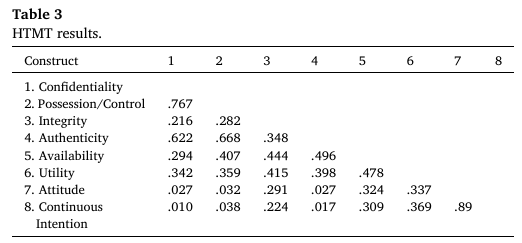 Table 3
HTMT results.
Construct 1 2 3 4 5 6 7 8
1. Confidentiality
2. Possession/Control .767
3. Integrity .216 .282
4. Authenticity .622 .668 .348
5. Availability .294 .407 .444 .496
6. Utility .342 .359 .415 .398 .478
7. Attitude .027 .032 .291 .027 .324 .337
8. Continuous .010 .038 .224 .017 .309 .369 .89
Intention